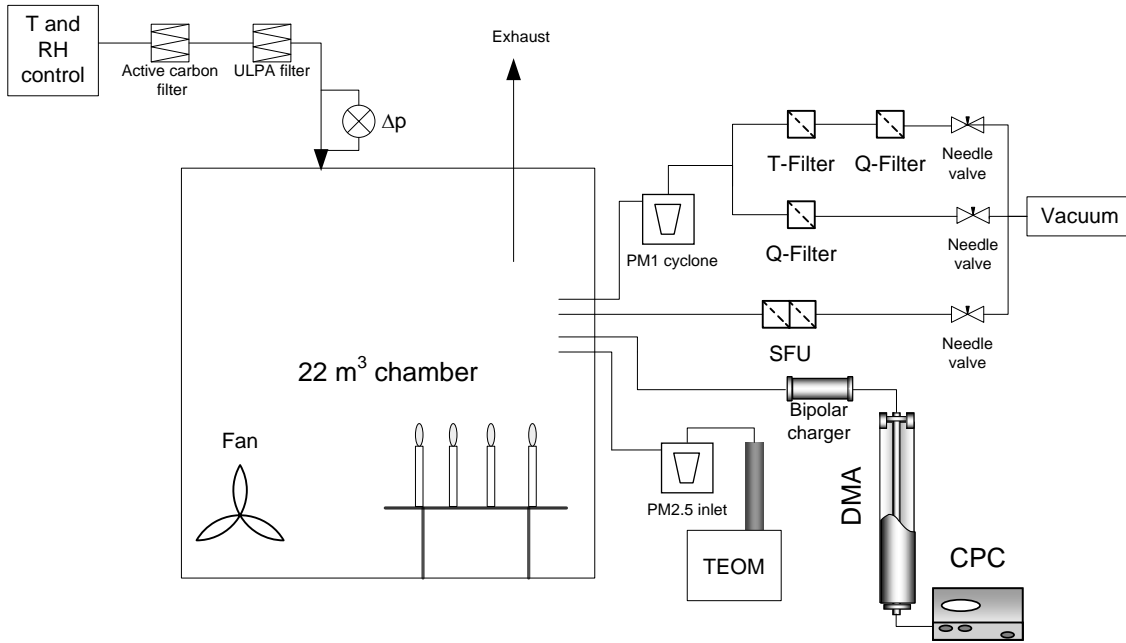 T and
RH
control
Active carbon
filter
ULPA filter
Δp
Exhaust
T-Filter
Q-Filter
Needle
valve
Vacuum
PM1 cyclone
Q-Filter
Needle
valve
SFU
Needle
valve
22 m³ chamber
Bipolar
charger
Fan
PM2.5 inlet
DMA
TEOM
CPC